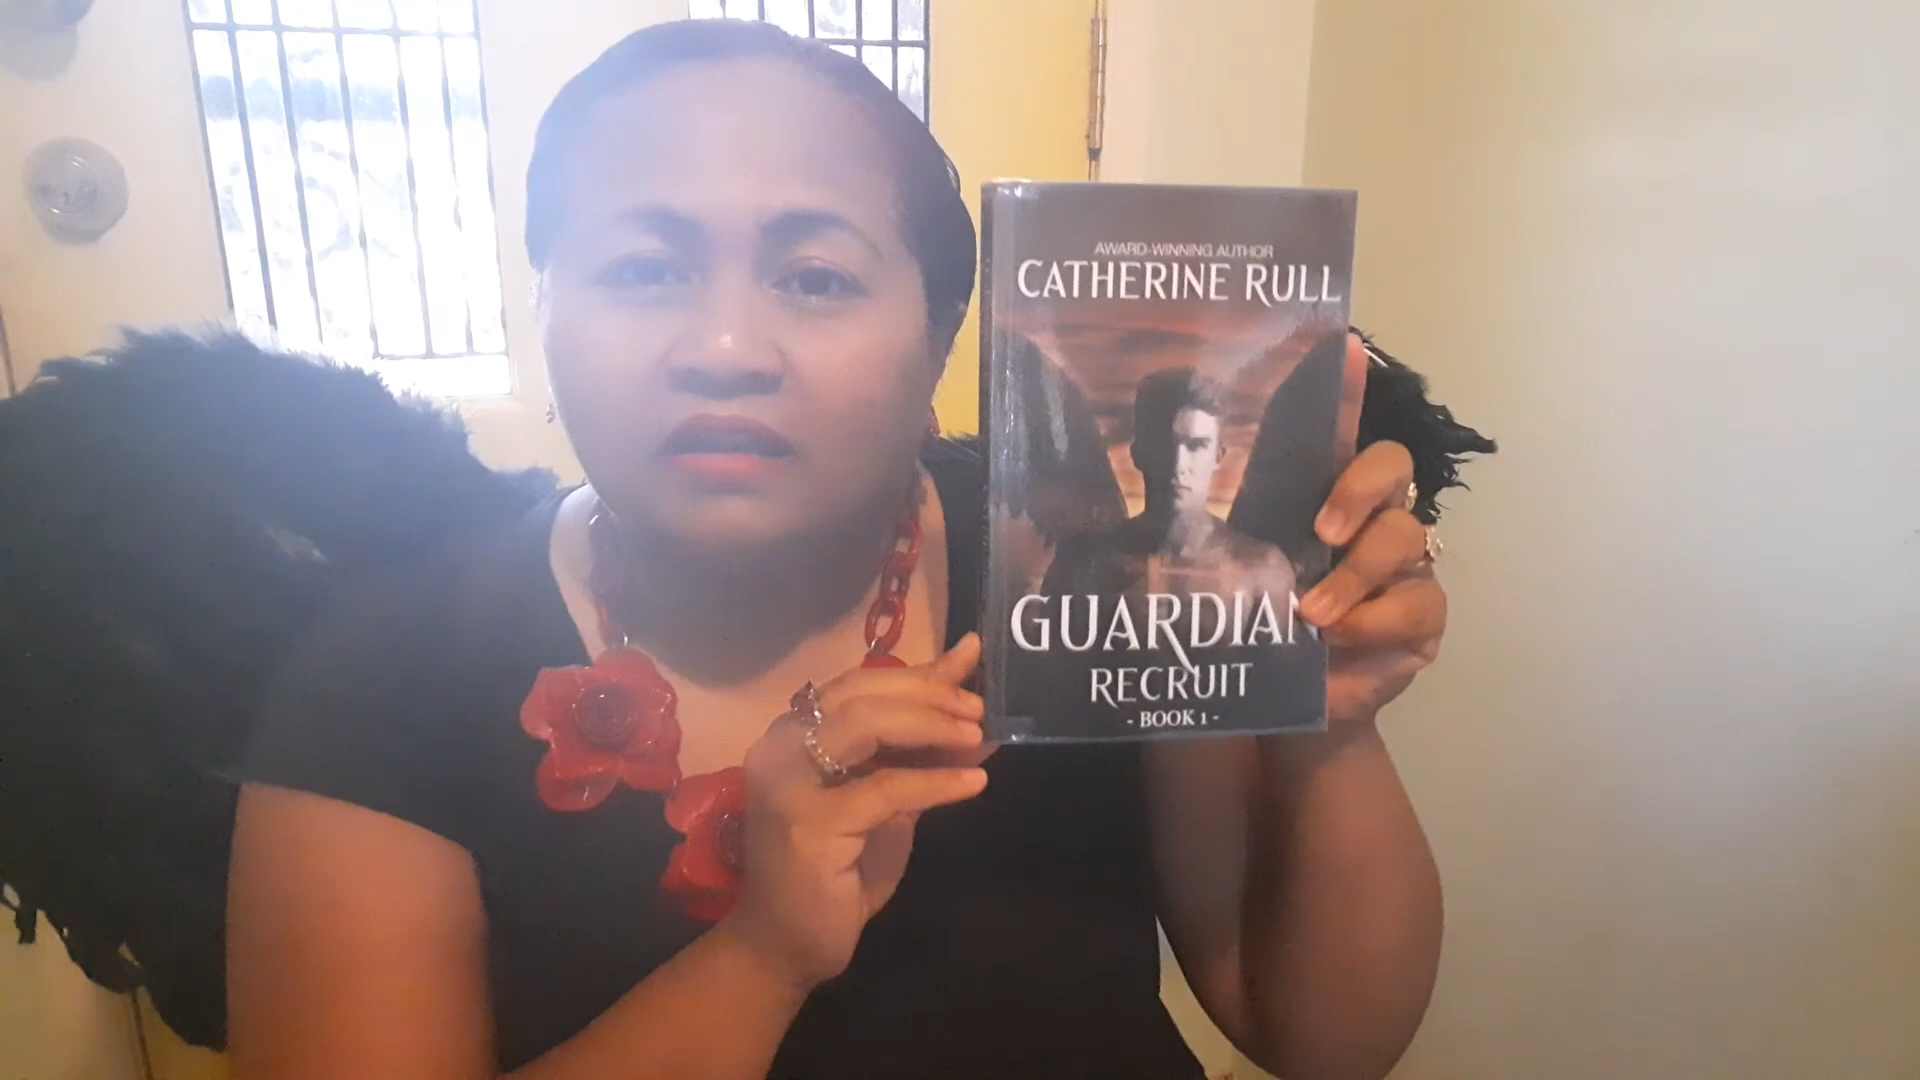 AWARD-WINNING AUTHOR
CATHERINE RULL
GUARDIAN
RECRUIT
- BOOK 1 -